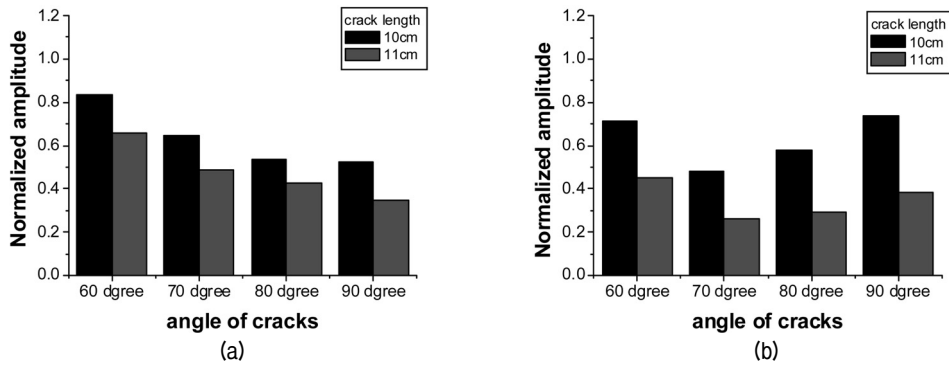 1.2
1.0
0.8
0.6
0.4
0.2
0.0
Normalized amplitude
crack length
10cm
11cm
60 dgree 70 dgree 80 dgree 90 dgree
angle of cracks
(a)
1.2
1.0
0.8
0.6
0.4
0.2
0.0
Normalized amplitude
crack length
10cm
11cm
60 dgree 70 dgree 80 dgree 90 dgree
angle of cracks
(b)